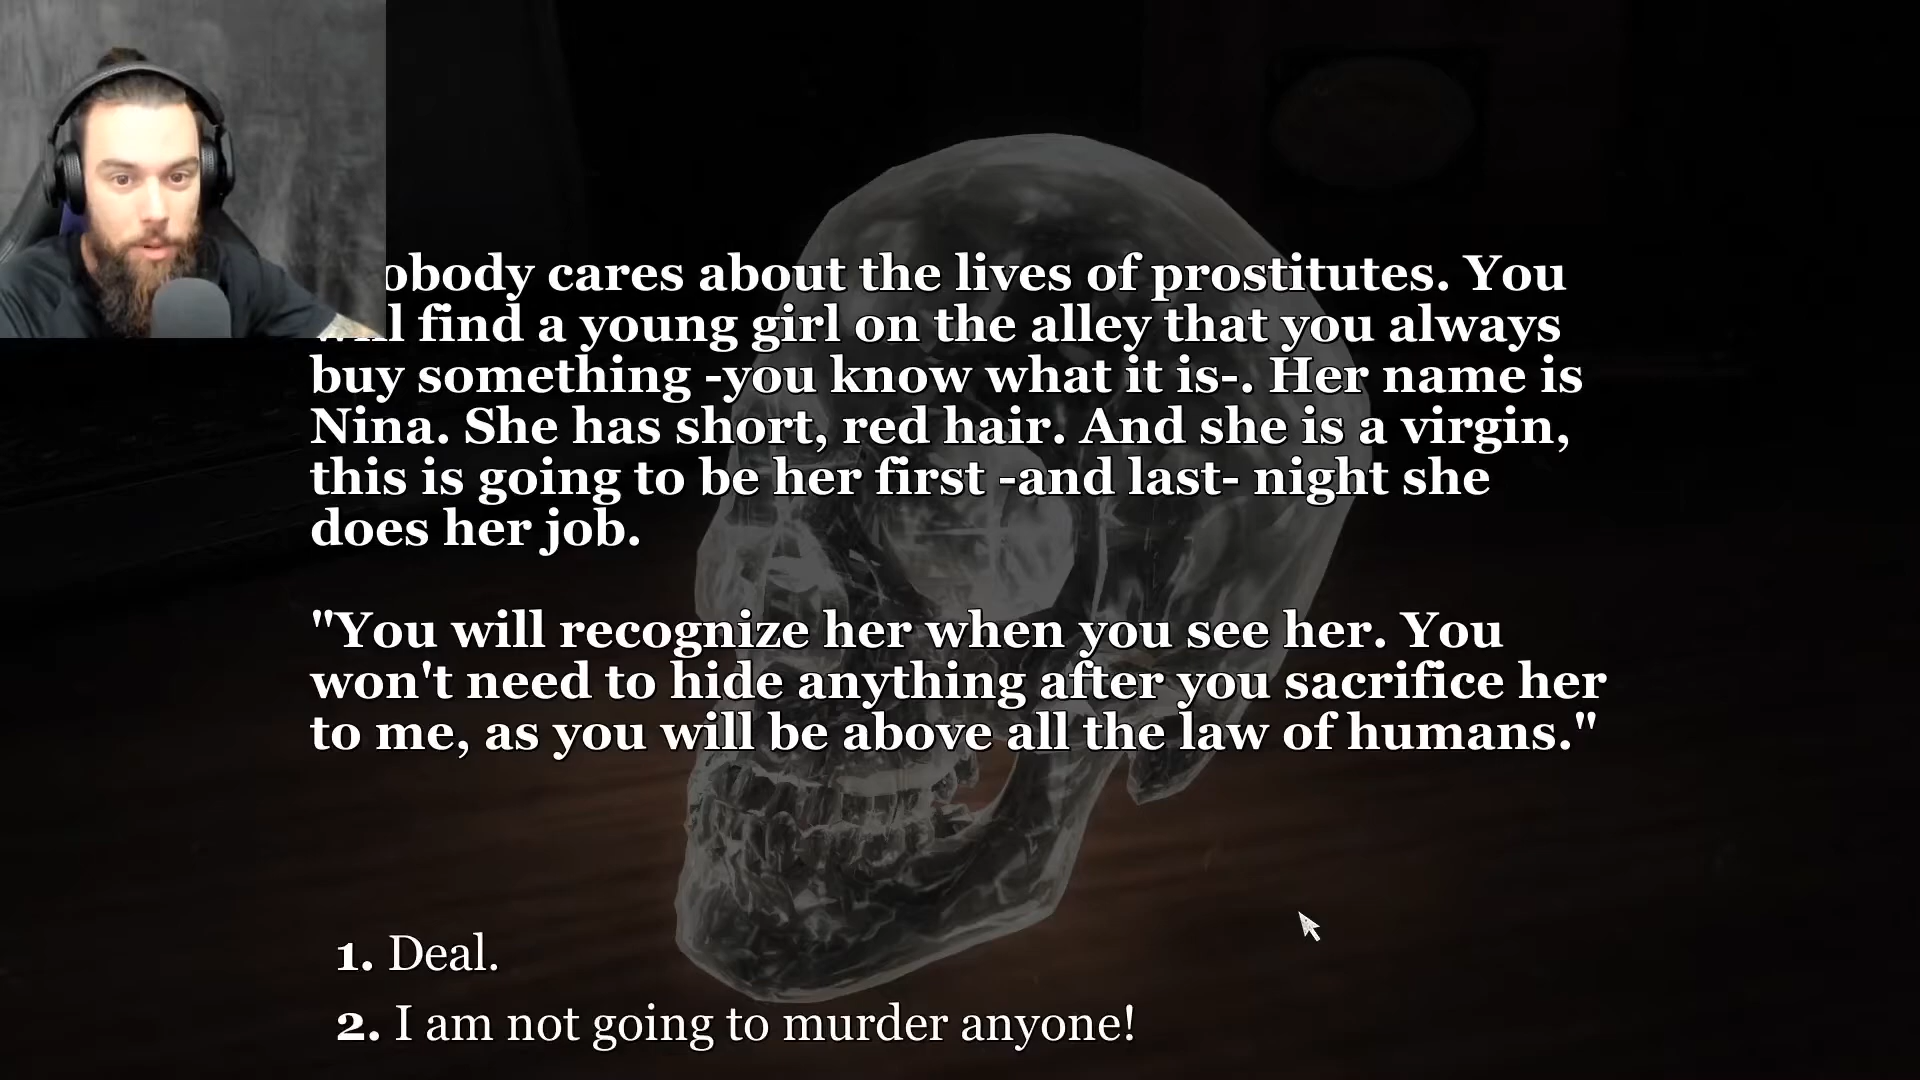 obody cares about the lives of prostitutes. You
find a young girl on the alley that you always
buy something -you know what it is-. Her name is
Nina. She has short, red hair. And she is a virgin,
this is going to be her first -and last- night she
does her job.
"You will recognize her when you see her. You
won't need to hide anything after you sacrifice her
to me, as you will be above all the law of humans."
1. Deal.
2. I am not going to murder anyone!